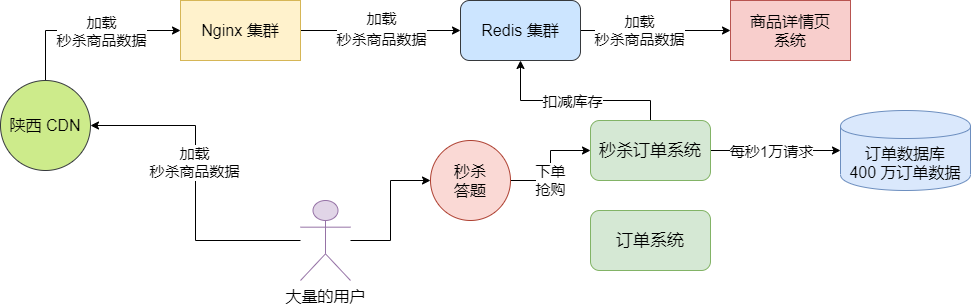 加载
秒杀商品数据
Nginx 集群
加载
秒杀商品数据
Redis 集群
加载
秒杀商品数据
商品详情页
系统
陕西 CDN
加载
秒杀商品数据
扣减库存
秒杀
答题
下单
抢购
秒杀订单系统
每秒1万请求
订单数据库
400 万订单数据
订单系统
大量的用户